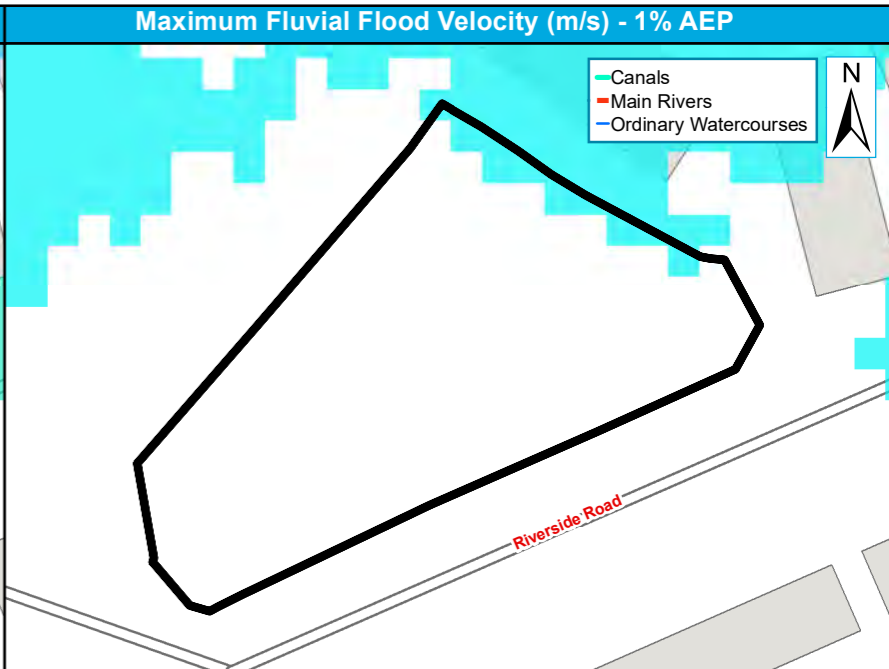 Maximum Fluvial Flood Velocity (m/s) - 1% AEP
Canals
Main Rivers
Ordinary Watercourses
N
Riverside Road